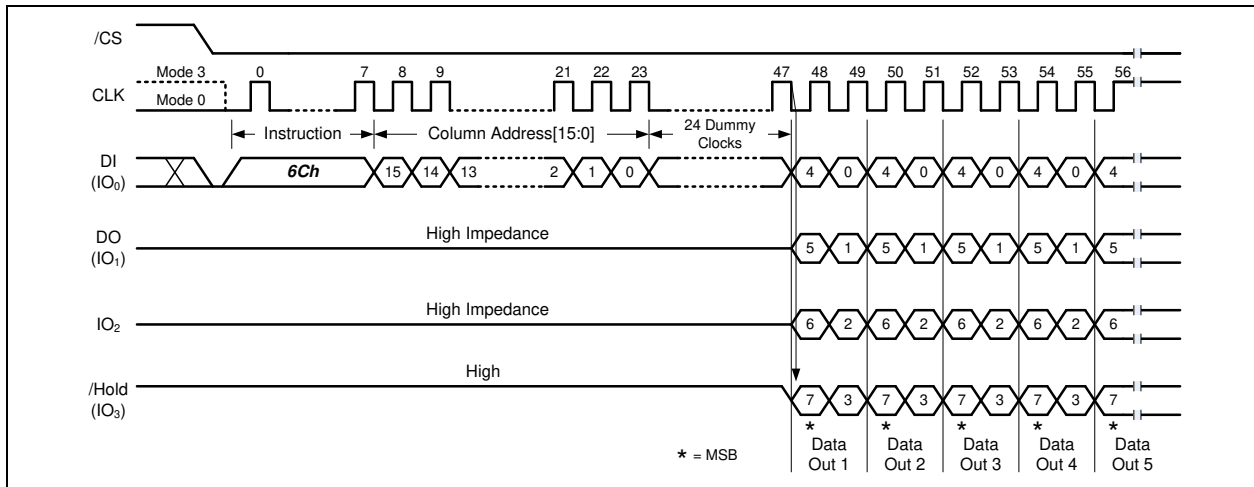 /CS
Mode 3 0 7 8 9 21 22 23 47 48 49 50 51 52 53 54 55 56
CLK
Mode 0
Instruction Column Address[15:0] 24 Dummy
Clocks
DI
(IO₀)
6Ch 15 14 13 2 1 0 4 0 4 0 4 0 4 0 4
High Impedance
DO
(IO₁)
5 1 5 1 5 1 5 1 5
High Impedance
IO₂ 6 2 6 2 6 2 6 2 6
High
/Hold
(IO₃)
7 3 7 3 7 3 7 3 7
* * * * *
* = MSB
Data
Out 1
Data
Out 2
Data
Out 3
Data
Out 4
Data
Out 5